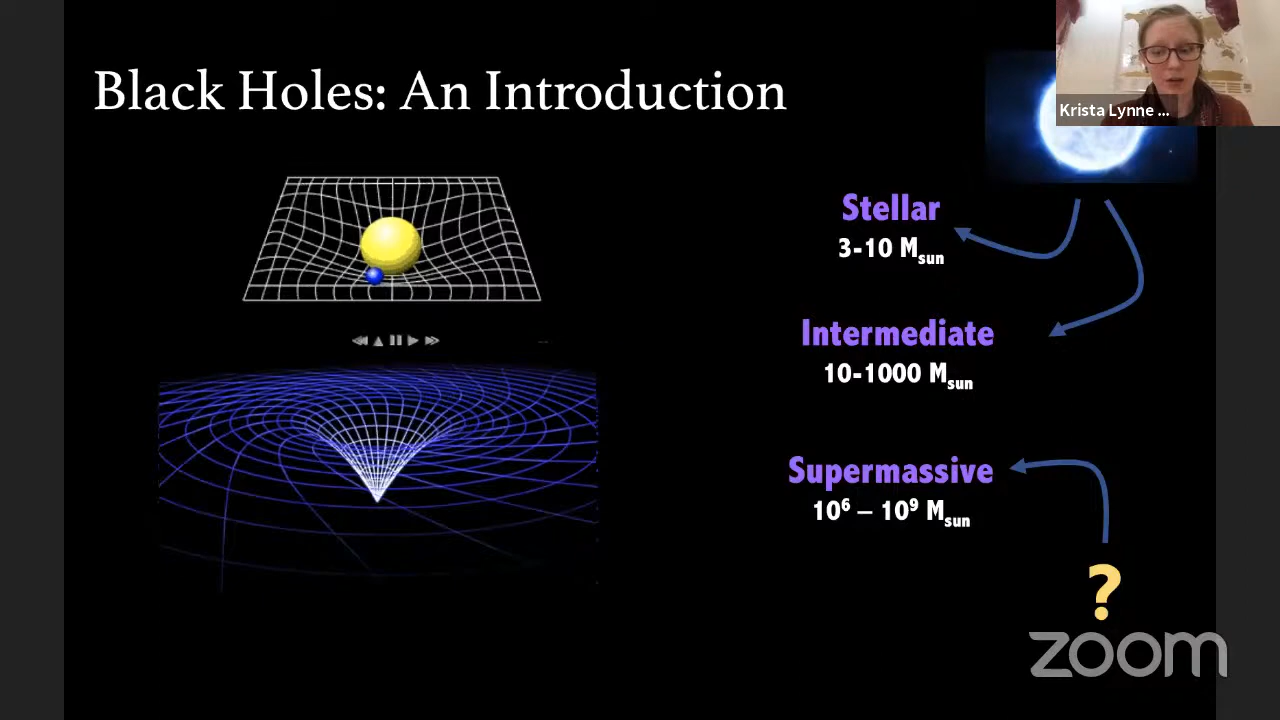 Black Holes: An Introduction
Krista Lynne ...
Stellar
3-10 Msun
Intermediate
10-1000 Msun
Supermassive
10⁶ – 10⁹ Msun
?
zoom